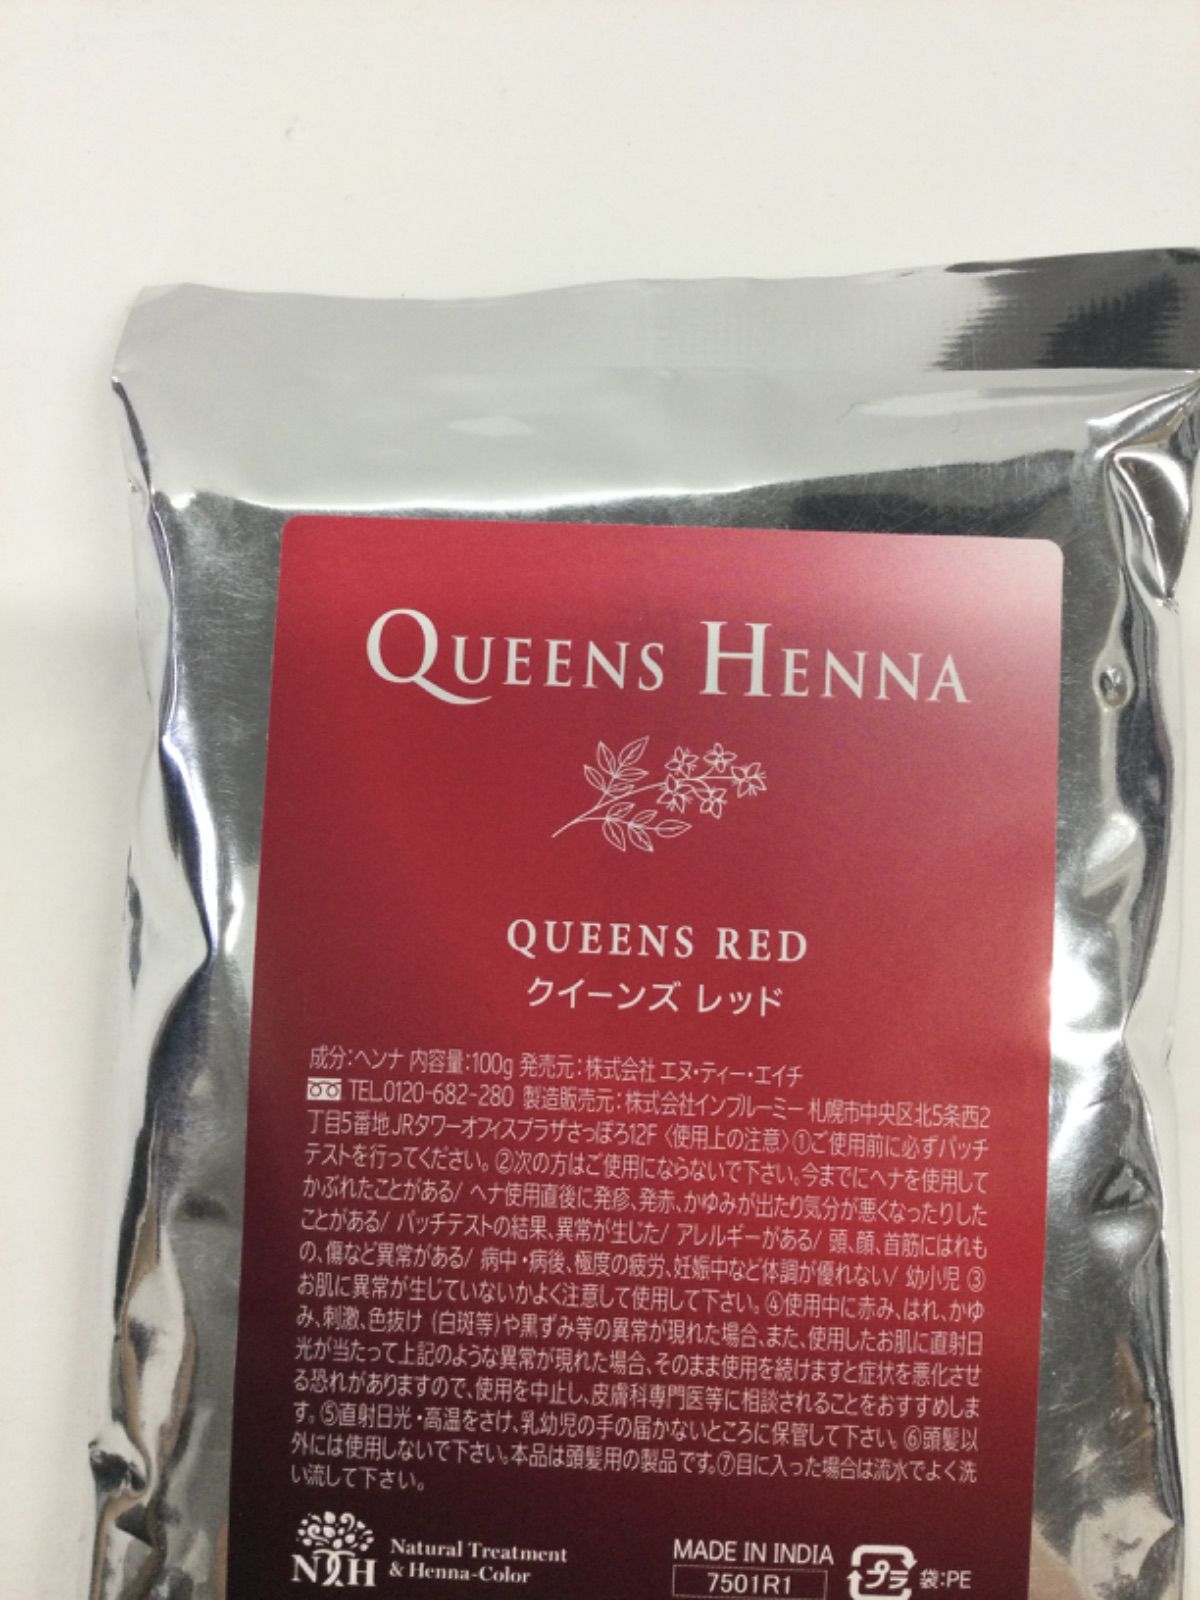 QUEENS HENNA
QUEENS RED
クイーンズ レッド
成分:ヘンナ 内容量:100g 発売元:株式会社 エヌ・ティー・エイチ
TEL.0120-682-280 製造販売元:株式会社インブルーミー 札幌市中央区北5条西2
丁目5番地 JRタワーオフィスプラザさっぽろ12F〈使用上の注意〉①ご使用前に必ずパッチ
テストを行ってください。②次の方はご使用にならないで下さい。今までにヘナを使用して
かぶれたことがある/ ヘナ使用直後に発疹、発赤、かゆみが出たり気分が悪くなったりした
ことがある/ パッチテストの結果、異常が生じた/ アレルギーがある/ 頭、顔、首筋にはれも
の、傷など異常がある/ 病中・病後、極度の疲労、妊娠中など体調が優れない/ 幼小児 ③
お肌に異常が生じていないかよく注意して使用して下さい。④使用中に赤み、はれ、かゆ
み、刺激、色抜け (白斑等)や黒ずみ等の異常が現れた場合、また、使用したお肌に直射日
光が当たって上記のような異常が現れた場合、そのまま使用を続けますと症状を悪化させ
る恐れがありますので、使用を中止し、皮膚科専門医等に相談されることをおすすめしま
す。⑤直射日光・高温をさけ、乳幼児の手の届かないところに保管して下さい。⑥頭髪以
外には使用しないで下さい。本品は頭髪用の製品です。⑦目に入った場合は流水でよく洗
い流して下さい。
NTH
Natural Treatment
& Henna-Color
MADE IN INDIA
7501R1
プラ 袋:PE